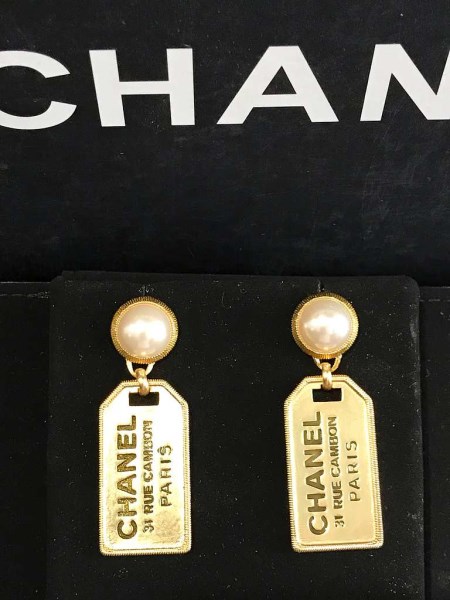 CHAN
CHANEL
31 RUE CAMBON
PARIS
CHANEL
31 RUE CAMBON
PARIS